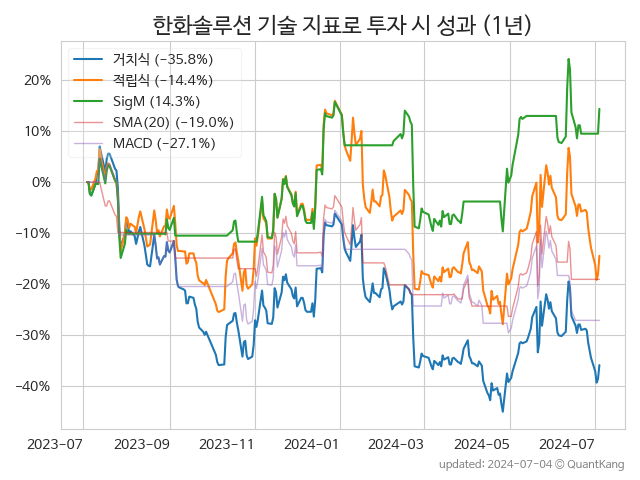 한화솔루션 기술 지표로 투자 시 성과 (1년)
거치식 (−35.8%)
적립식 (−14.4%)
SigM (14.3%)
SMA(20) (−19.0%)
MACD (−27.1%)
20%
10%
0%
−10%
−20%
−30%
−40%
2023-07 2023-09 2023-11 2024-01 2024-03 2024-05 2024-07
updated: 2024-07-04 © QuantKang